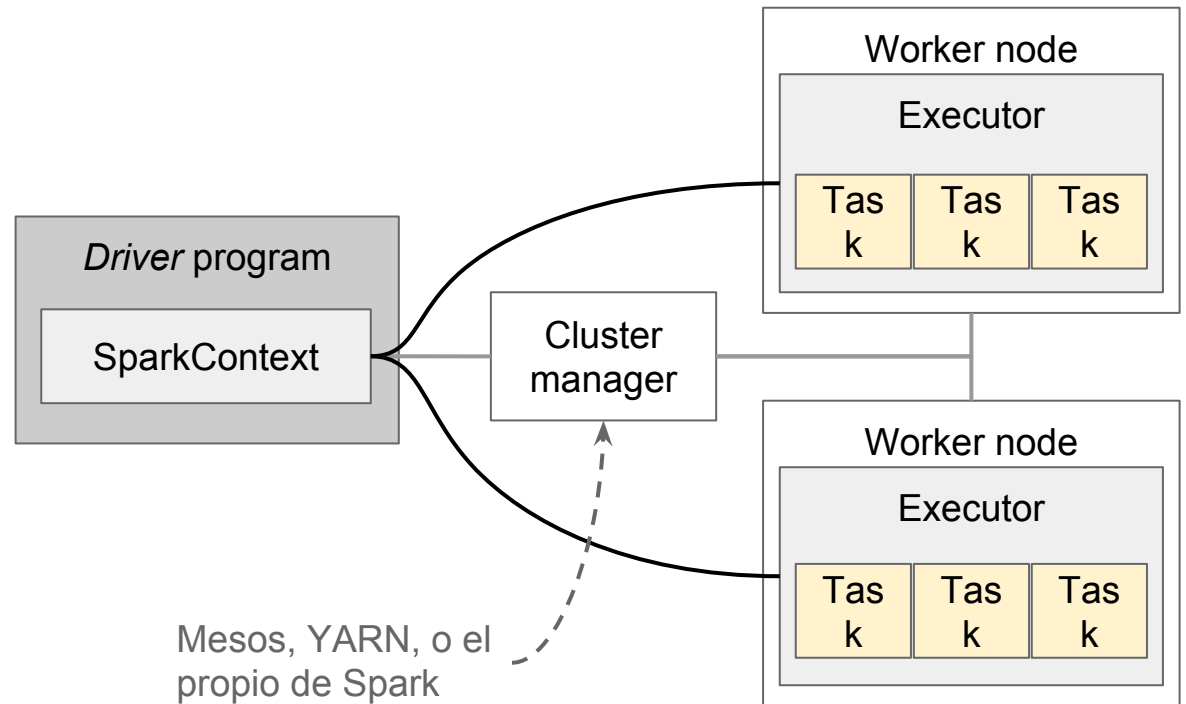 Driver program
SparkContext
Cluster
manager
Mesos, YARN, o el
propio de Spark
Worker node
Executor
Tas
k
Tas
k
Tas
k
Worker node
Executor
Tas
k
Tas
k
Tas
k